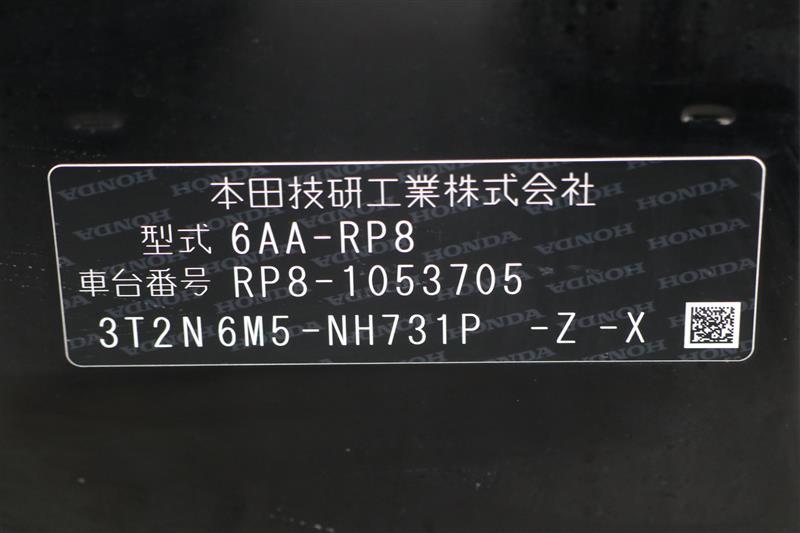 本田技研工業株式会社
型式 6AA-RP8
車台番号 RP8-1053705
3T2N6M5-NH731P -Z -X